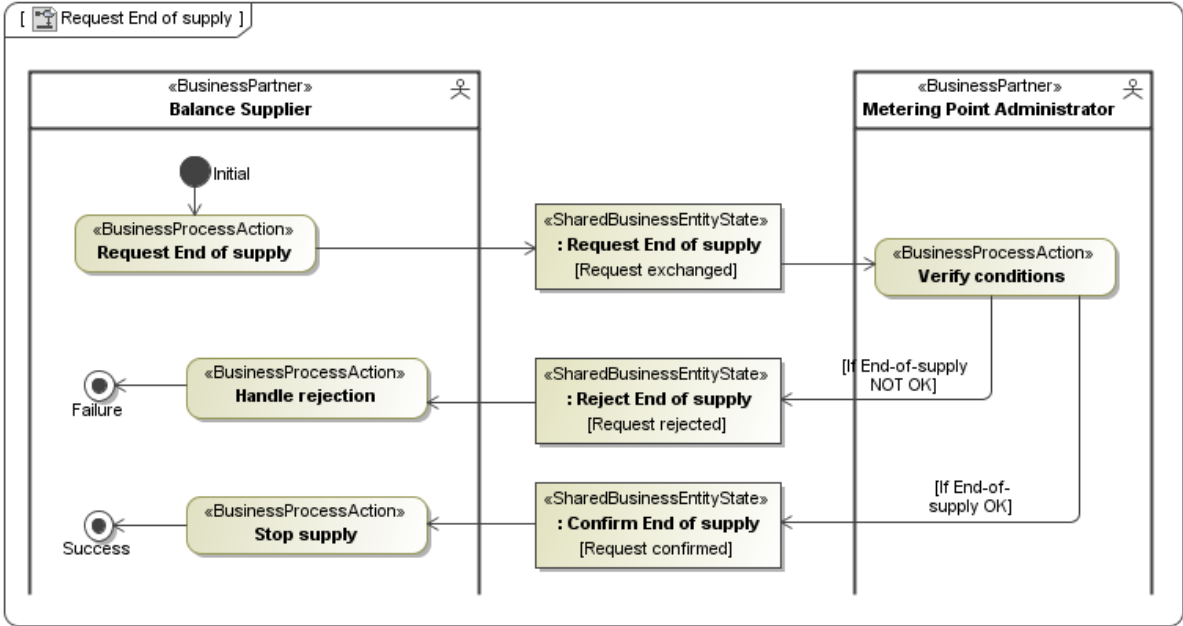 [ Request End of supply ]
«BusinessPartner»
Balance Supplier
«BusinessPartner»
Metering Point Administrator
Initial
«BusinessProcessAction»
Request End of supply
«SharedBusinessEntityState»
: Request End of supply
[Request exchanged]
«BusinessProcessAction»
Verify conditions
[If End-of-supply
NOT OK]
«SharedBusinessEntityState»
: Reject End of supply
[Request rejected]
«BusinessProcessAction»
Handle rejection
Failure
[If End-of-
supply OK]
«SharedBusinessEntityState»
: Confirm End of supply
[Request confirmed]
«BusinessProcessAction»
Stop supply
Success